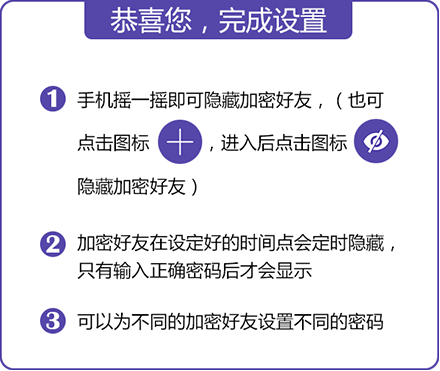 恭喜您，完成设置
1 手机摇一摇即可隐藏加密好友，（也可
点击图标 ，进入后点击图标
隐藏加密好友）
2 加密好友在设定好的时间点会定时隐藏，
只有输入正确密码后才会显示
3 可以为不同的加密好友设置不同的密码